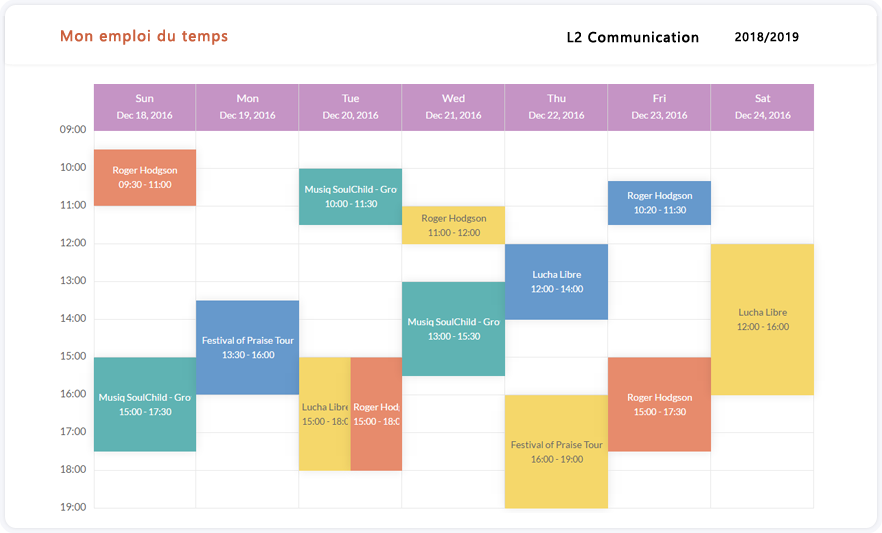 Mon emploi du temps
L2 Communication
2018/2019
Sun
Mon
Tue
Wed
Thu
Fri
Sat
Dec 18, 2016
Dec 19, 2016
Dec 20, 2016
Dec 21, 2016
Dec 22, 2016
Dec 23, 2016
Dec 24, 2016
09:00
10:00
11:00
12:00
13:00
14:00
15:00
16:00
17:00
18:00
19:00
Roger Hodgson
09:30 - 11:00
Musiq SoulChild - Gro
15:00 - 17:30
Festival of Praise Tour
13:30 - 16:00
Musiq SoulChild - Gro
10:00 - 11:30
Lucha Libre
15:00 - 18:0
Roger Hod
15:00 - 18:0
Roger Hodgson
11:00 - 12:00
Musiq SoulChild - Gro
13:00 - 15:30
Lucha Libre
12:00 - 14:00
Festival of Praise Tour
16:00 - 19:00
Roger Hodgson
10:20 - 11:30
Roger Hodgson
15:00 - 17:30
Lucha Libre
12:00 - 16:00